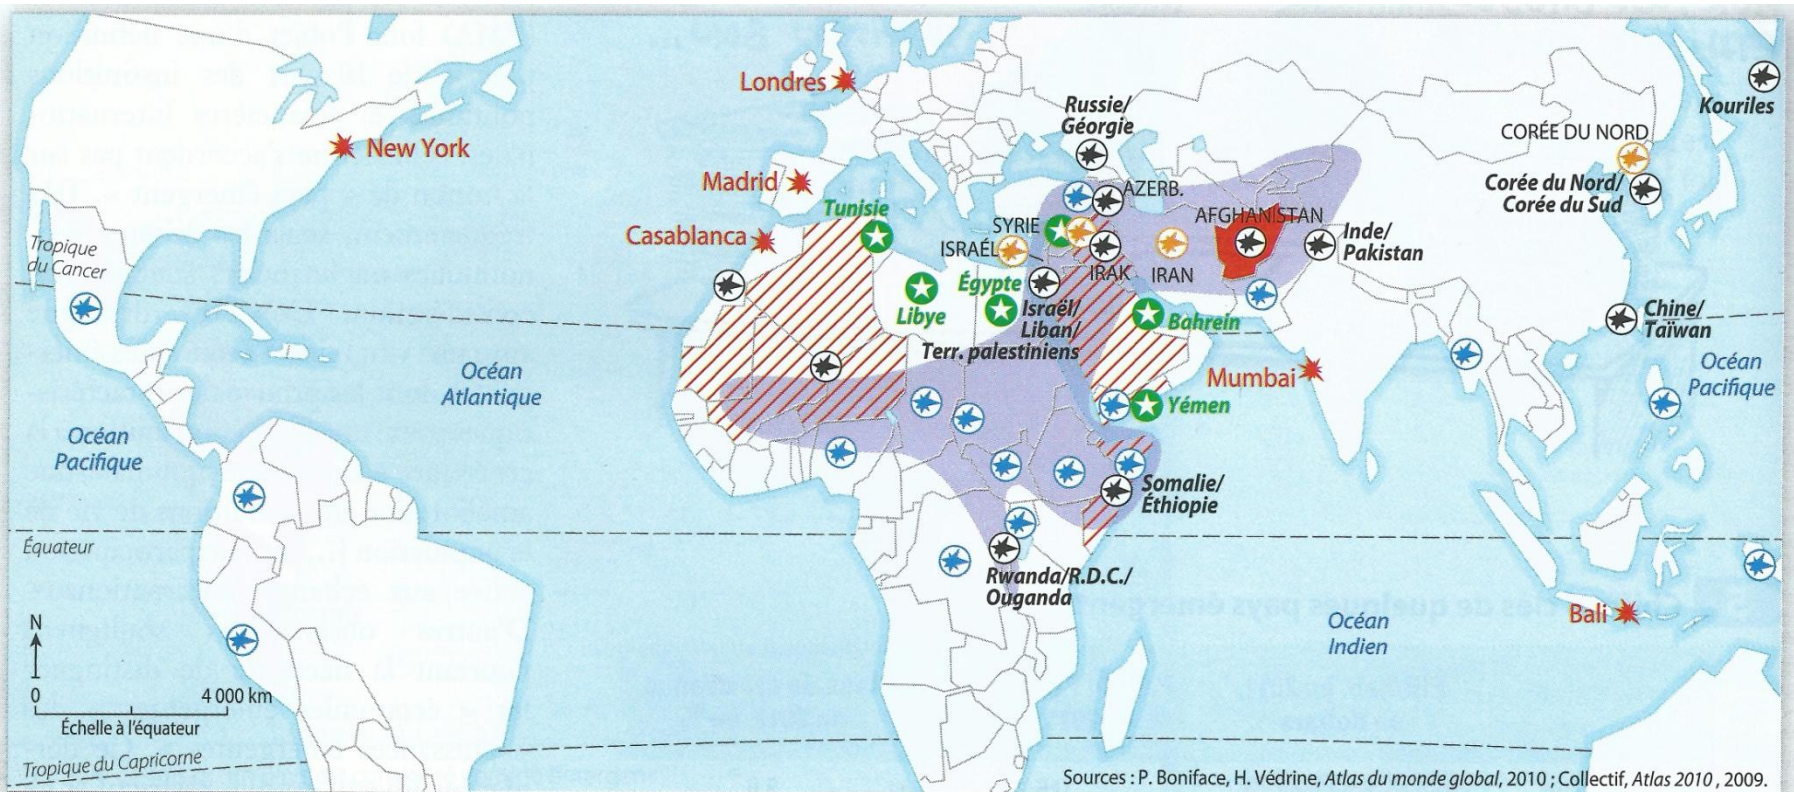 Londres
New York
Madrid
Casablanca
Tunisie
Libye
Égypte
SYRIE
ISRAËL
Israël/
Liban/
Terr. palestiniens
Russie/
Géorgie
AZERB.
IRAK
IRAN
AFGHANISTAN
Inde/
Pakistan
Bahrein
Yémen
Mumbai
Somalie/
Éthiopie
Rwanda/R.D.C./
Ouganda
Kouriles
CORÉE DU NORD
Corée du Nord/
Corée du Sud
Chine/
Taïwan
Bali
Océan
Pacifique
Océan
Atlantique
Océan
Pacifique
Océan
Indien
Tropique
du Cancer
Équateur
Tropique du Capricorne
N
0 4 000 km
Échelle à l'équateur
Sources : P. Boniface, H. Védrine, Atlas du monde global, 2010 ; Collectif, Atlas 2010, 2009.